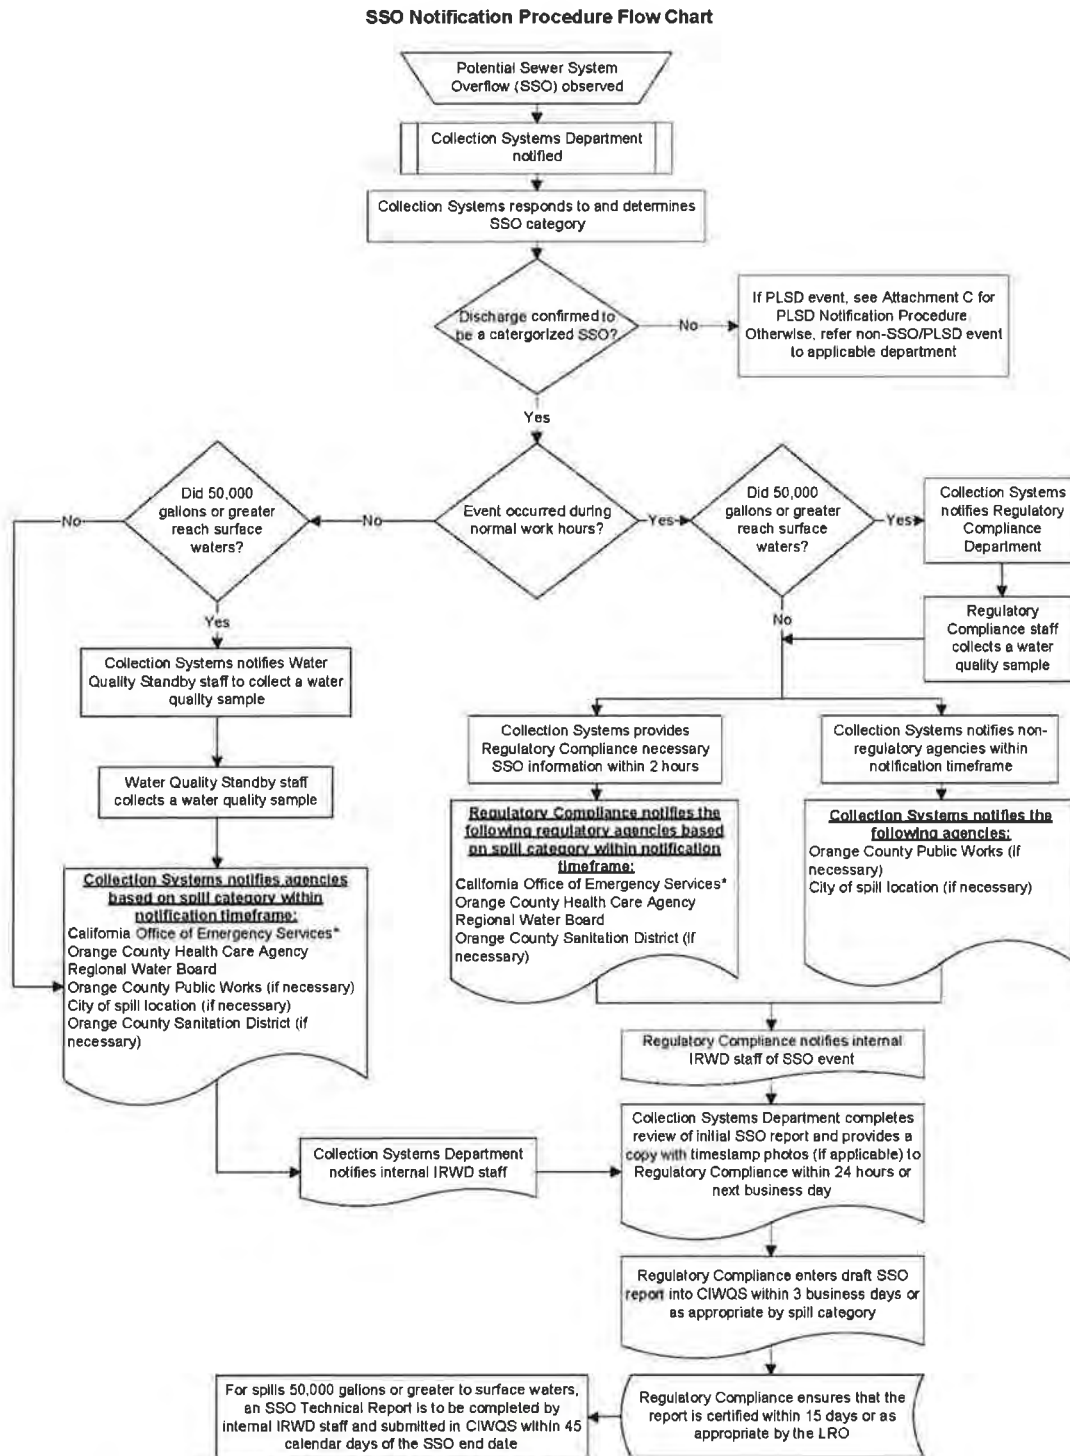 SSO Notification Procedure Flow Chart
Potential Sewer System
Overflow (SSO) observed
Collection Systems Department
notified
Collection Systems responds to and determines
SSO category
Discharge confirmed to
be a catergorized SSO?
No
If PLSD event, see Attachment C for
PLSD Notification Procedure
Otherwise, refer non-SSO/PLSD event
to applicable department
Yes
Did 50,000
gallons or greater
reach surface
waters?
No
Event occurred during
normal work hours?
No
Yes
Did 50,000
gallons or greater
reach surface
waters?
Yes
Collection Systems
notifies Regulatory
Compliance
Department
Regulatory
Compliance staff
collects a water
quality sample
No
Yes
Collection Systems notifies Water
Quality Standby staff to collect a water
quality sample
Water Quality Standby staff
collects a water quality sample
Collection Systems notifies agencies
based on spill category within
notification timeframe:
California Office of Emergency Services*
Orange County Health Care Agency
Regional Water Board
Orange County Public Works (if necessary)
City of spill location (if necessary)
Orange County Sanitation District (if
necessary)
Collection Systems provides
Regulatory Compliance necessary
SSO information within 2 hours
Regulatory Compliance notifies the
following regulatory agencies based
on spill category within notification
timeframe:
California Office of Emergency Services*
Orange County Health Care Agency
Regional Water Board
Orange County Sanitation District (if
necessary)
Collection Systems notifies non-
regulatory agencies within
notification timeframe
Collection Systems notifies the
following agencies:
Orange County Public Works (if
necessary)
City of spill location (if necessary)
Regulatory Compliance notifies internal
IRWD staff of SSO event
Collection Systems Department
notifies internal IRWD staff
Collection Systems Department completes
review of initial SSO report and provides a
copy with timestamp photos (if applicable) to
Regulatory Compliance within 24 hours or
next business day
Regulatory Compliance enters draft SSO
report into CIWQS within 3 business days or
as appropriate by spill category
Regulatory Compliance ensures that the
report is certified within 15 days or as
appropriate by the LRO
For spills 50,000 gallons or greater to surface waters,
an SSO Technical Report is to be completed by
internal IRWD staff and submitted in CIWQS within 45
calendar days of the SSO end date